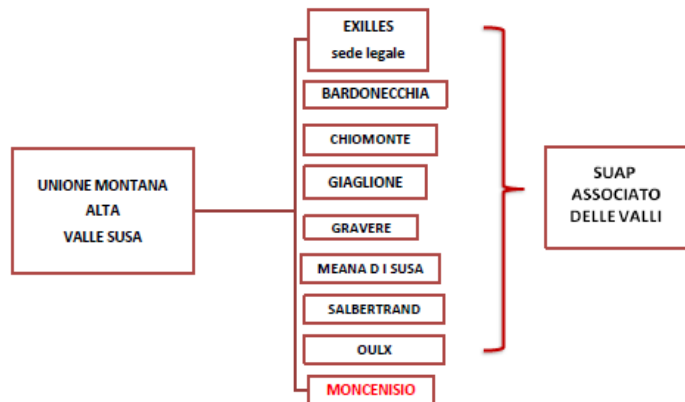 EXILLES
sede legale
BARDONECCHIA
CHIOMONTE
GIAGLIONE
GRAVERE
MEANA D I SUSA
SALBERTRAND
OULX
MONCENISIO
UNIONE MONTANA
ALTA
VALLE SUSA
SUAP
ASSOCIATO
DELLE VALLI